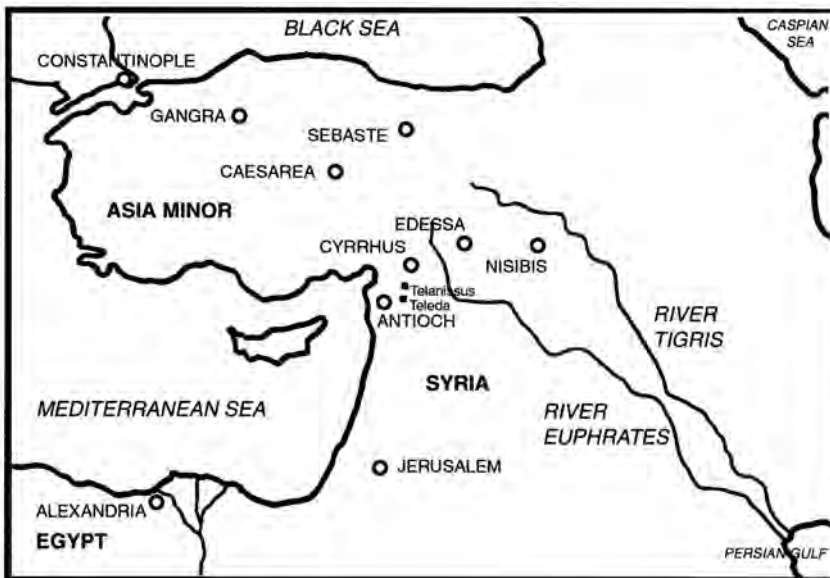 BLACK SEA
CASPIAN
SEA
CONSTANTINOPLE
GANGRA
SEBASTE
CAESAREA
ASIA MINOR
EDESSA
CYRRHUS
NISIBIS
Telanissus
Teleda
ANTIOCH
RIVER
TIGRIS
SYRIA
MEDITERRANEAN SEA
RIVER
EUPHRATES
JERUSALEM
ALEXANDRIA
EGYPT
PERSIAN GULF